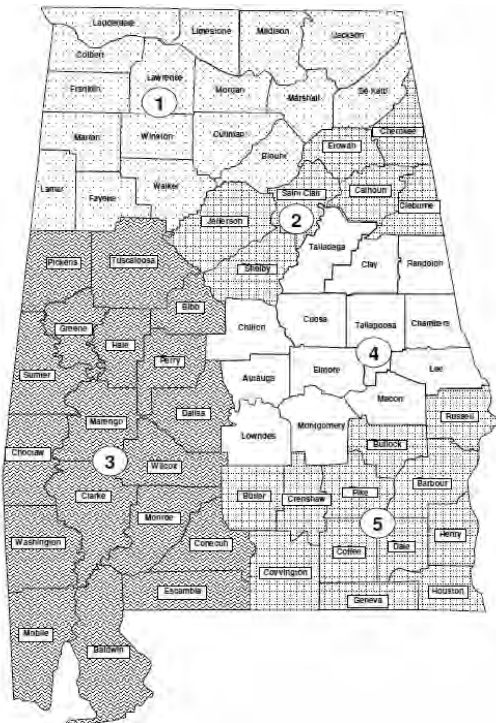 Lauderdale
Limestone
Madison
Jackson
Colbert
Lawrence
Franklin
1
Morgan
Marshall
De Kalb
Marion
Winston
Cullman
Cherokee
Etowah
Blount
Lamar
Fayette
Walker
Saint Clair
Calhoun
Cleburne
Jefferson
2
Talladega
Pickens
Tuscaloosa
Shelby
Clay
Randolph
Bibb
Greene
Hale
Chilton
Coosa
Tallapoosa
Chambers
Perry
4
Sumter
Autauga
Elmore
Lee
Macon
Marengo
Dallas
Russell
Lowndes
Montgomery
Bullock
Choctaw
3
Wilcox
Clarke
Butler
Crenshaw
Pike
Barbour
Monroe
5
Washington
Conecuh
Coffee
Dale
Henry
Covington
Escambia
Geneva
Houston
Mobile
Baldwin